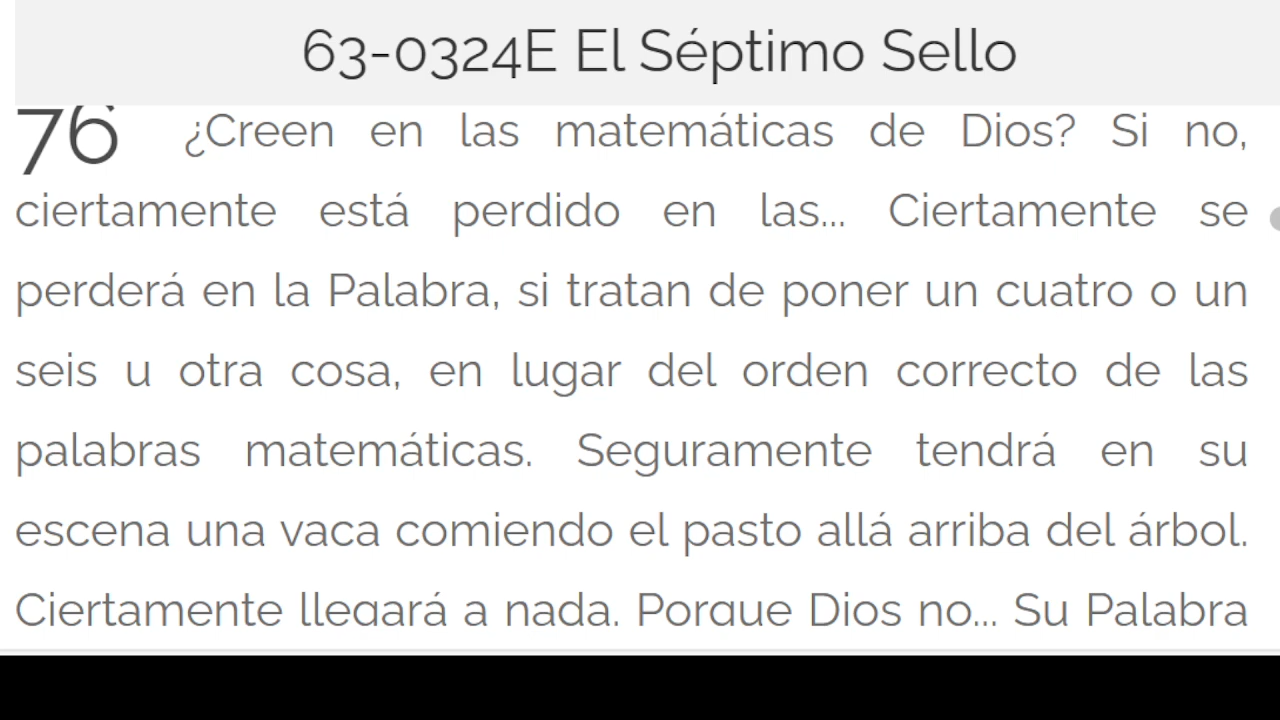 63-0324E El Séptimo Sello
76 ¿Creen en las matemáticas de Dios? Si no,
ciertamente está perdido en las... Ciertamente se
perderá en la Palabra, si tratan de poner un cuatro o un
seis u otra cosa, en lugar del orden correcto de las
palabras matemáticas. Seguramente tendrá en su
escena una vaca comiendo el pasto allá arriba del árbol.
Ciertamente llegará a nada. Porque Dios no... Su Palabra